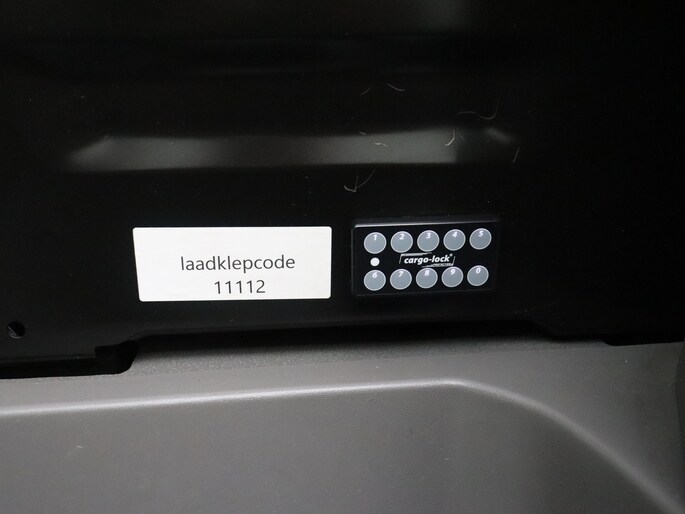 laadklepcode
11112
1 2 3 4 5
cargo-lock®
6 7 8 9 0